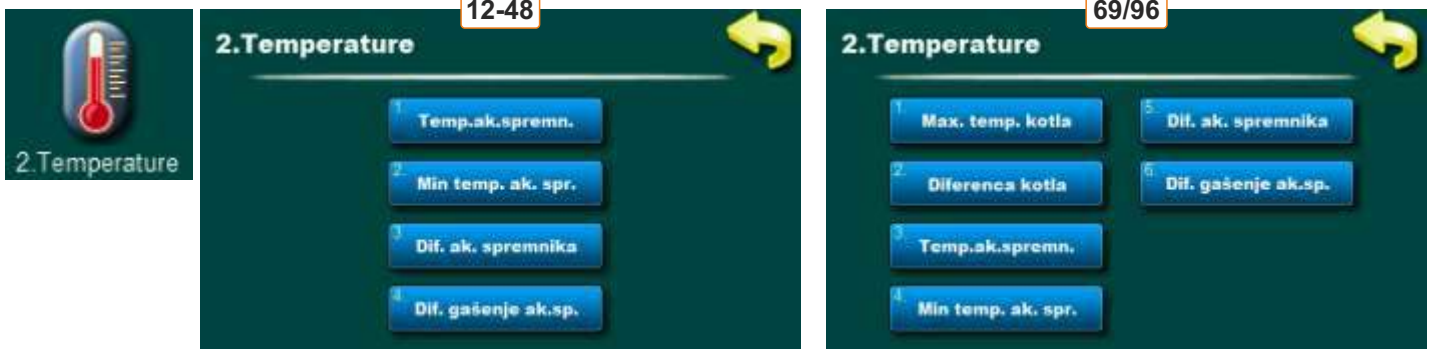 2.Temperature
12-48
2.Temperature
1. Temp.ak.spremn.
2. Min temp. ak. spr.
3. Dif. ak. spremnika
4. Dif. gašenje ak.sp.
69/96
2.Temperature
1. Max. temp. kotla
2. Diferenca kotla
3. Temp.ak.spremn.
4. Min temp. ak. spr.
5. Dif. ak. spremnika
6. Dif. gašenje ak.sp.